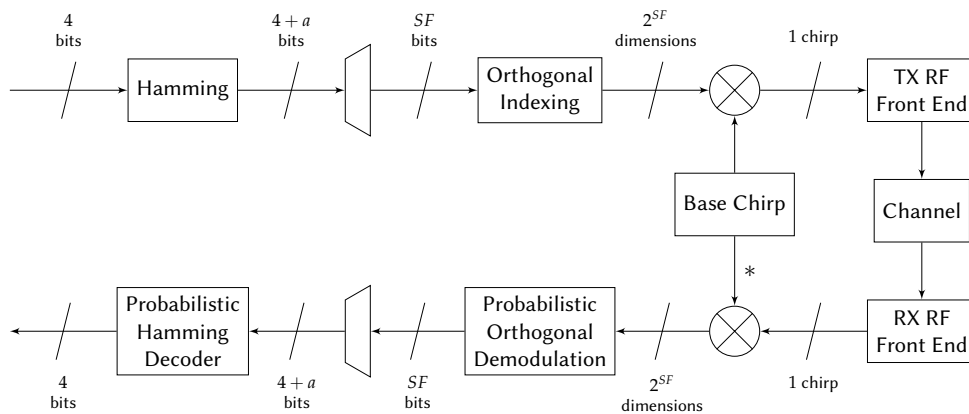 4
bits
Hamming
4 + a
bits
SF
bits
Orthogonal
Indexing
2^SF
dimensions
1 chirp
TX RF
Front End
Base Chirp
Channel
*
4
bits
Probabilistic
Hamming
Decoder
4 + a
bits
SF
bits
Probabilistic
Orthogonal
Demodulation
2^SF
dimensions
1 chirp
RX RF
Front End